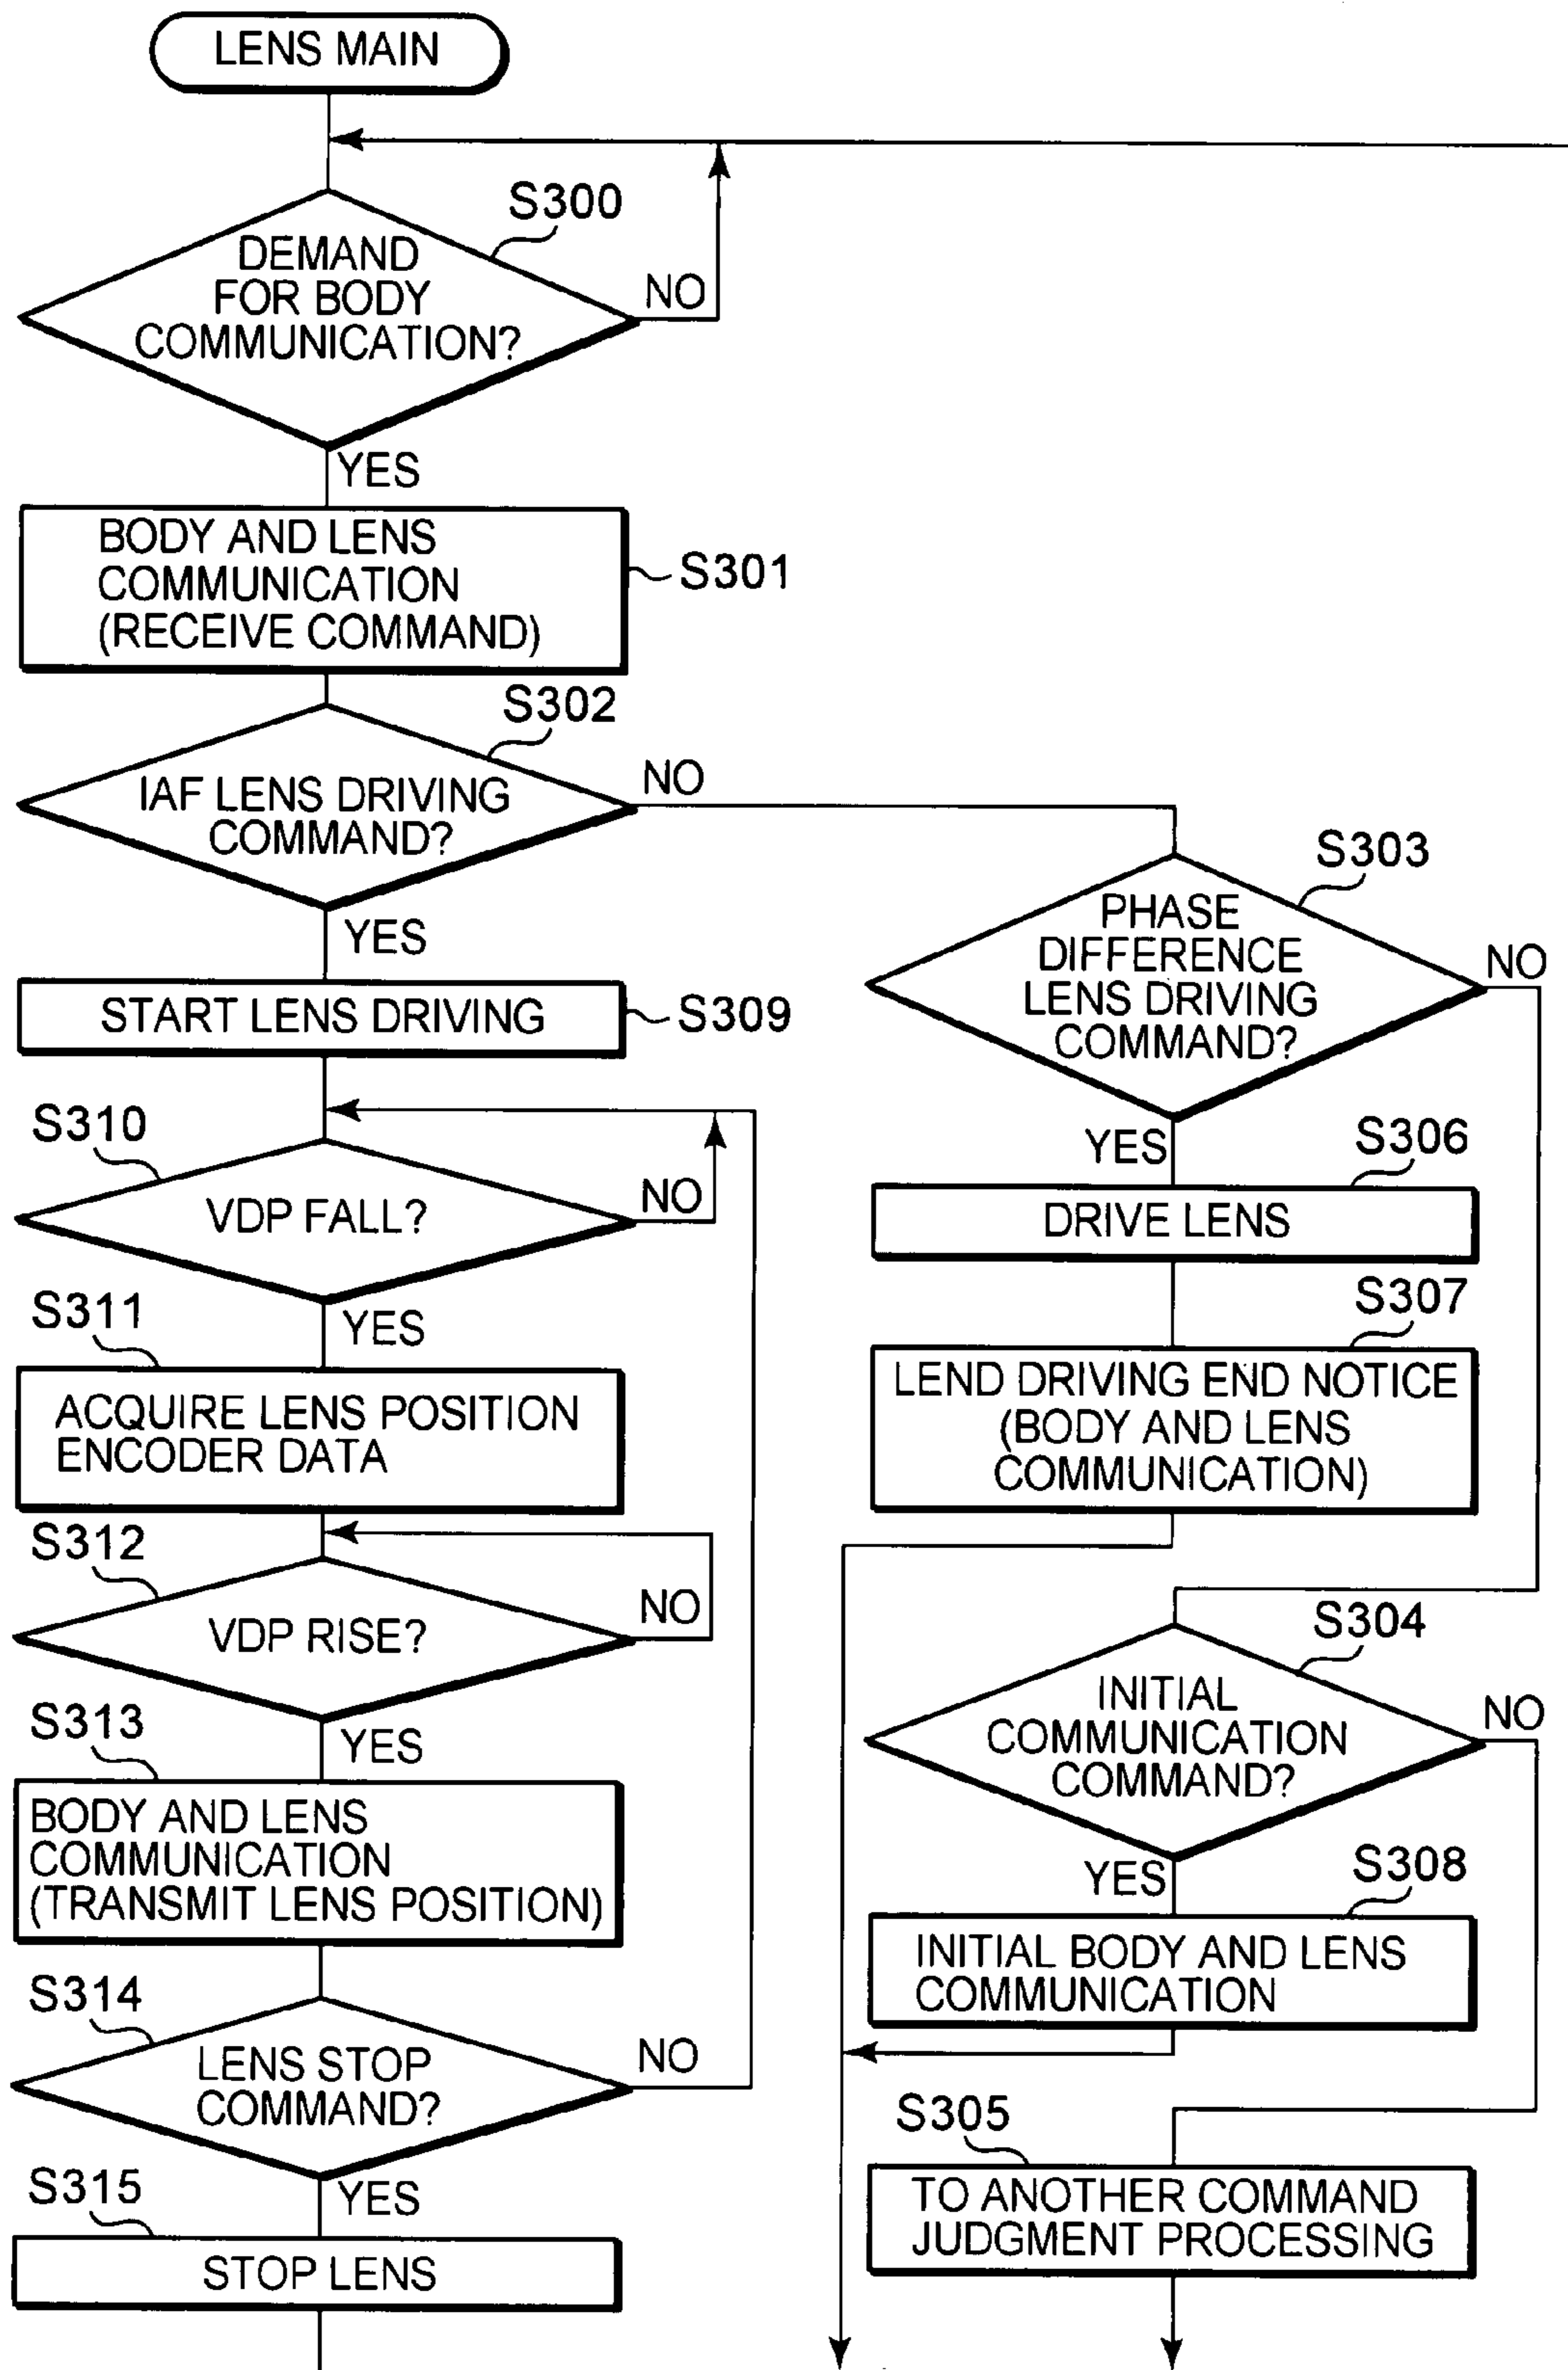 LENS MAIN
S300
DEMAND
FOR BODY
COMMUNICATION?
NO
YES
BODY AND LENS
COMMUNICATION
(RECEIVE COMMAND)
S301
S302
IAF LENS DRIVING
COMMAND?
NO
YES
START LENS DRIVING
S309
S310
VDP FALL?
NO
YES
S311
ACQUIRE LENS POSITION
ENCODER DATA
S312
VDP RISE?
NO
YES
S313
BODY AND LENS
COMMUNICATION
(TRANSMIT LENS POSITION)
S314
LENS STOP
COMMAND?
NO
YES
S315
STOP LENS
S303
PHASE
DIFFERENCE
LENS DRIVING
COMMAND?
NO
YES
S306
DRIVE LENS
S307
LEND DRIVING END NOTICE
(BODY AND LENS
COMMUNICATION)
S304
INITIAL
COMMUNICATION
COMMAND?
NO
YES
S308
INITIAL BODY AND LENS
COMMUNICATION
S305
TO ANOTHER COMMAND
JUDGMENT PROCESSING